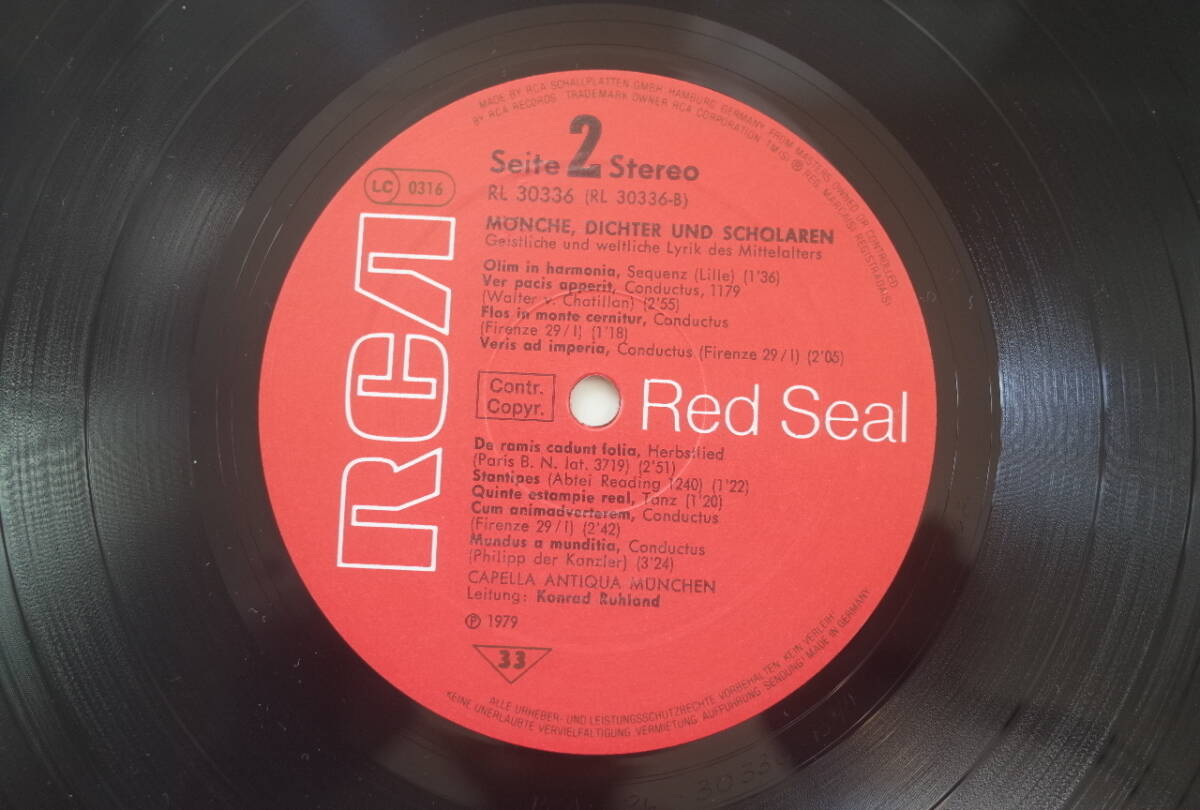 MADE BY RCA SCHALLPLATTEN GMBH, HAMBURG, GERMANY, FROM MASTERS OWNED OR CONTROLLED
BY RCA RECORDS · TRADEMARK OWNER RCA CORPORATION. TM(S) ® REG. MARCA(S) REGISTRADA(S)
Seite 2 Stereo
RL 30336 (RL 30336-B)
LC 0316
MÖNCHE, DICHTER UND SCHOLAREN
Geistliche und weltliche Lyrik des Mittelalters
Olim in harmonia, Sequenz (Lille) (1'36)
Ver pacis apperit, Conductus, 1179
(Walter v. Chatillan) (2'55)
Flos in monte cernitur, Conductus
(Firenze 29/I) (1'18)
Veris ad imperia, Conductus (Firenze 29/I) (2'05)
RCA
Contr.
Copyr.
Red Seal
De ramis cadunt folia, Herbstlied
(Paris B. N. lat. 3719) (2'51)
Stantipes (Abtei Reading 1240) (1'22)
Quinte estampie real, Tanz (1'20)
Cum animadverterem, Conductus
(Firenze 29/I) (2'42)
Mundus a munditia, Conductus
(Philipp der Kanzler) (3'24)
CAPELLA ANTIQUA MÜNCHEN
Leitung: Konrad Ruhland
℗ 1979
33
ALLE URHEBER- UND LEISTUNGSSCHUTZRECHTE VORBEHALTEN. KEIN VERLEIH!
KEINE UNERLAUBTE VERVIELFÄLTIGUNG, VERMIETUNG, AUFFÜHRUNG, SENDUNG! MADE IN GERMANY